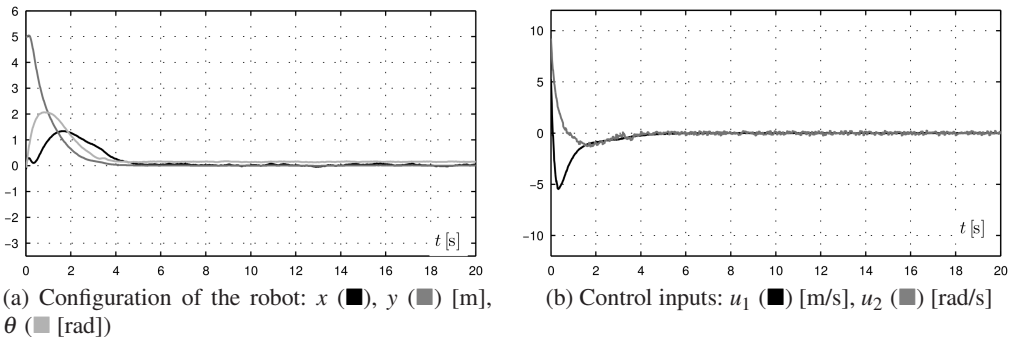 6
5
4
3
2
1
0
−1
−2
−3
0 2 4 6 8 10 12 14 16 18 20
t [s]
10
5
0
−5
−10
0 2 4 6 8 10 12 14 16 18 20
t [s]
(a) Configuration of the robot: x (■), y (■) [m],
θ (■ [rad])
(b) Control inputs: u₁ (■) [m/s], u₂ (■) [rad/s]